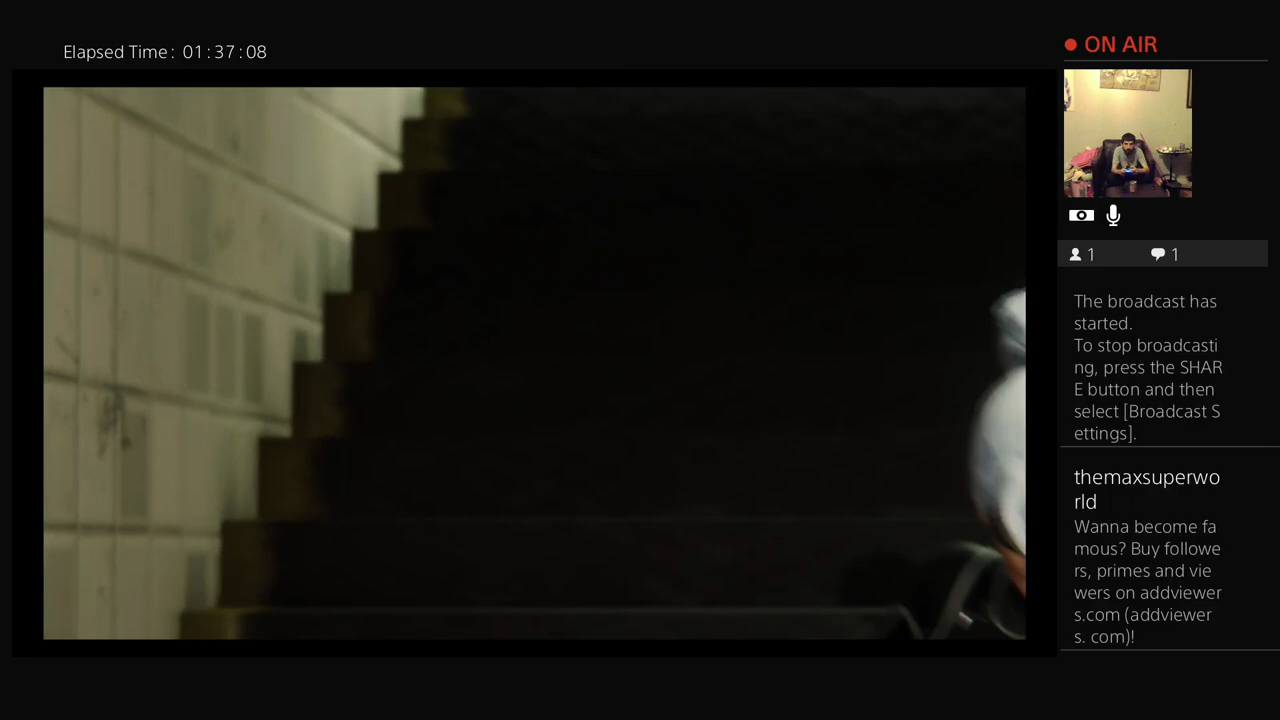 Elapsed Time: 01:37:08
ON AIR
1
1
The broadcast has
started.
To stop broadcasti
ng, press the SHAR
E button and then
select [Broadcast S
ettings].
themaxsuperwo
rld
Wanna become fa
mous? Buy followe
rs, primes and vie
wers on addviewer
s.com (addviewer
s. com)!